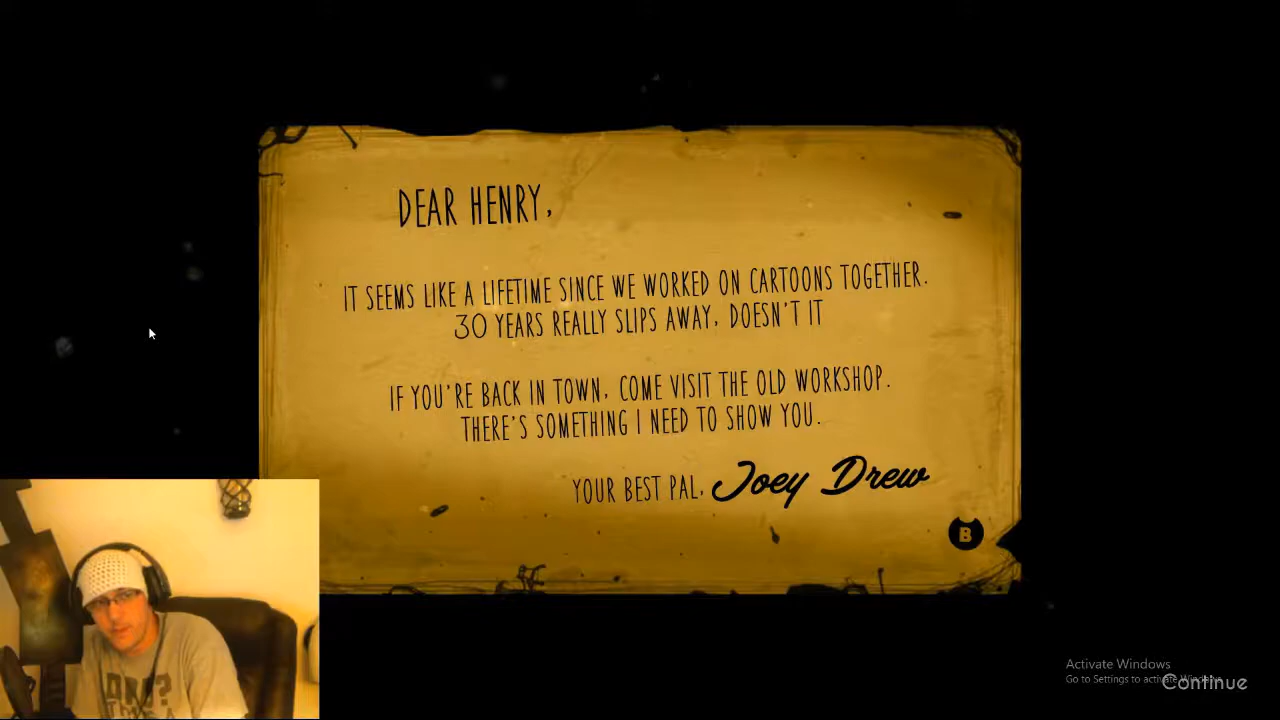 DEAR HENRY,
IT SEEMS LIKE A LIFETIME SINCE WE WORKED ON CARTOONS TOGETHER.
30 YEARS REALLY SLIPS AWAY, DOESN'T IT
IF YOU'RE BACK IN TOWN, COME VISIT THE OLD WORKSHOP.
THERE'S SOMETHING I NEED TO SHOW YOU.
YOUR BEST PAL, Joey Drew
B
Activate Windows
Go to Settings to activate Windows.
Continue